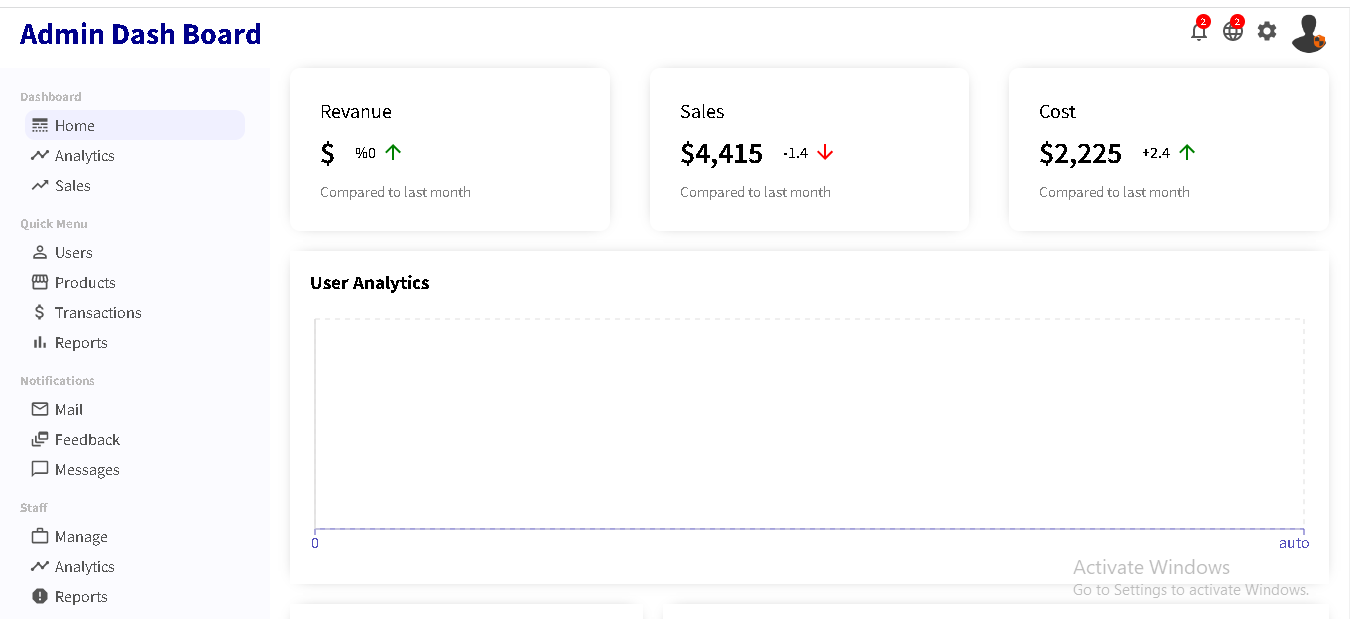 Admin Dash Board
2
2
Dashboard
Home
Analytics
Sales
Quick Menu
Users
Products
Transactions
Reports
Notifications
Mail
Feedback
Messages
Staff
Manage
Analytics
Reports
Revanue
$ %0
Compared to last month
Sales
$4,415 -1.4
Compared to last month
Cost
$2,225 +2.4
Compared to last month
User Analytics
0 auto
Activate Windows
Go to Settings to activate Windows.